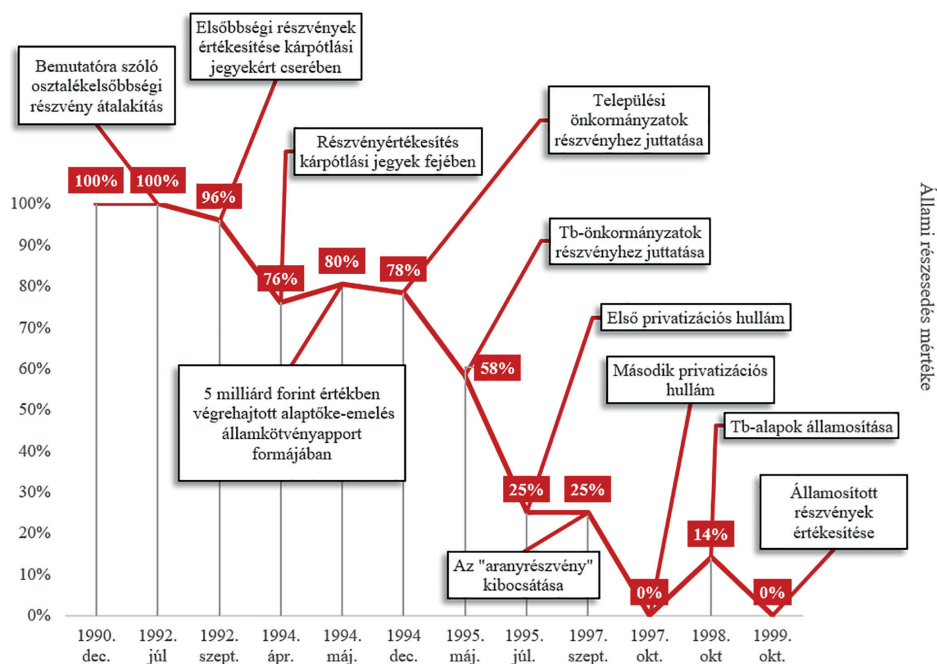 Elsőbbségi részvények
értékesítése kárpótlási
jegyekért cserében
Bemutatóra szóló
osztalékelsőbbségi
részvény átalakítás
Részvényértékesítés
kárpótlási jegyek fejében
Települési
önkormányzatok
részvényhez juttatása
Tb-önkormányzatok
részvényhez juttatása
Első privatizációs hullám
Második privatizációs
hullám
Tb-alapok államosítása
Államosított
részvények
értékesítése
5 milliárd forint értékben
végrehajtott alaptőke-emelés
államkötvényapport
formájában
Az "aranyrészvény"
kibocsátása
100%
100%
96%
76%
80%
78%
58%
25%
25%
0%
14%
0%
100%
90%
80%
70%
60%
50%
40%
30%
20%
10%
0%
1990. 1992. 1992. 1994. 1994. 1994 1995. 1995. 1997. 1997. 1998. 1999.
dec. júl szept. ápr. máj. dec. máj. júl. szept. okt. okt. okt.
Állami részesedés mértéke